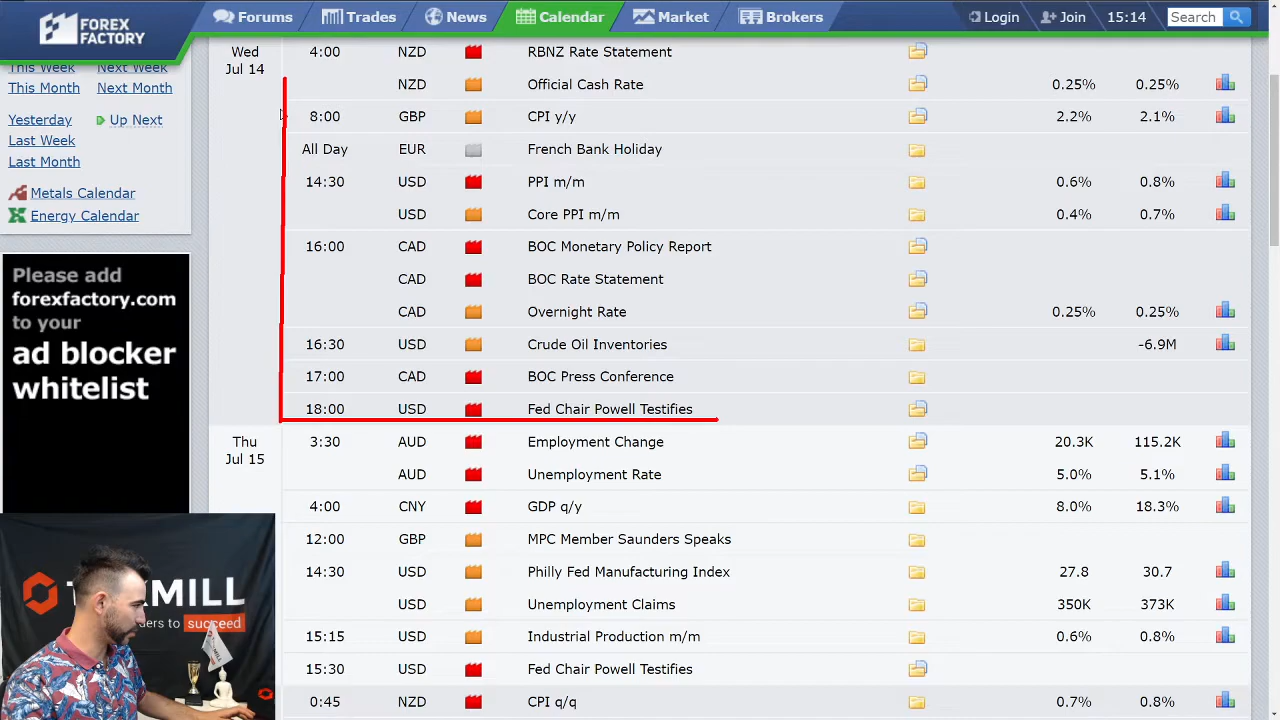 FOREX
FACTORY
Forums Trades News Calendar Market Brokers Login Join 15:14 Search
This Week Next Week
This Month Next Month
Yesterday Up Next
Last Week
Last Month
Metals Calendar
Energy Calendar
Please add
forexfactory.com
to your
ad blocker
whitelist
Wed
Jul 14
4:00 NZD RBNZ Rate Statement
NZD Official Cash Rate 0.25% 0.25%
8:00 GBP CPI y/y 2.2% 2.1%
All Day EUR French Bank Holiday
14:30 USD PPI m/m 0.6% 0.8%
USD Core PPI m/m 0.4% 0.7%
16:00 CAD BOC Monetary Policy Report
CAD BOC Rate Statement
CAD Overnight Rate 0.25% 0.25%
16:30 USD Crude Oil Inventories -6.9M
17:00 CAD BOC Press Conference
18:00 USD Fed Chair Powell Testifies
Thu
Jul 15
3:30 AUD Employment Change 20.3K 115.2K
AUD Unemployment Rate 5.0% 5.1%
4:00 CNY GDP q/y 8.0% 18.3%
12:00 GBP MPC Member Saunders Speaks
14:30 USD Philly Fed Manufacturing Index 27.8 30.7
USD Unemployment Claims 350K 373K
15:15 USD Industrial Production m/m 0.6% 0.8%
15:30 USD Fed Chair Powell Testifies
0:45 NZD CPI q/q 0.7% 0.8%
to succeed